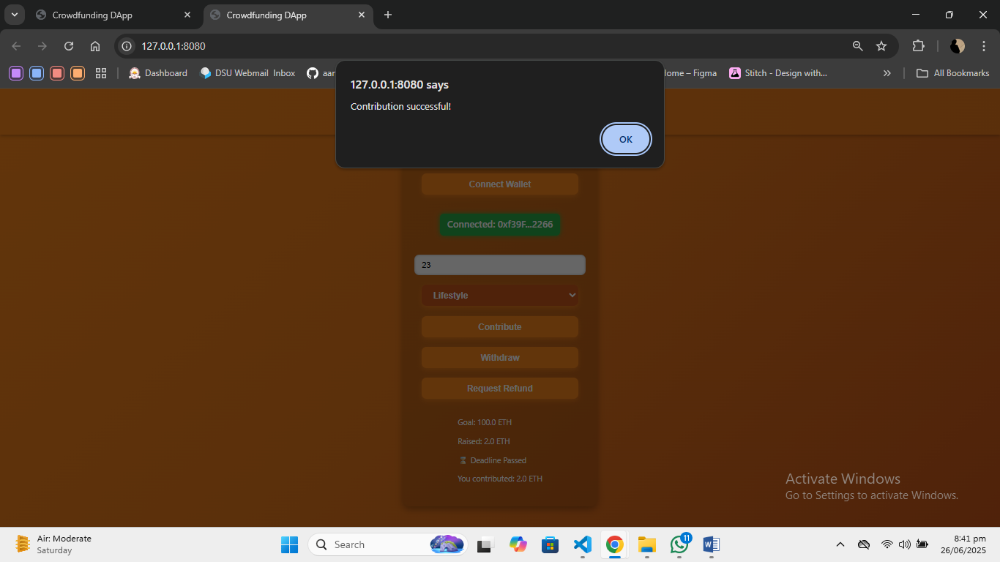 Crowdfunding DApp
Crowdfunding DApp
127.0.0.1:8080
Dashboard
DSU Webmail Inbox
aar
ome – Figma
Stitch - Design with...
All Bookmarks
127.0.0.1:8080 says
Contribution successful!
OK
Connect Wallet
Connected: 0xf39F...2266
23
Lifestyle
Contribute
Withdraw
Request Refund
Goal: 100.0 ETH
Raised: 2.0 ETH
⌛ Deadline Passed
You contributed: 2.0 ETH
Activate Windows
Go to Settings to activate Windows.
Air: Moderate
Saturday
Search
11
8:41 pm
26/06/2025